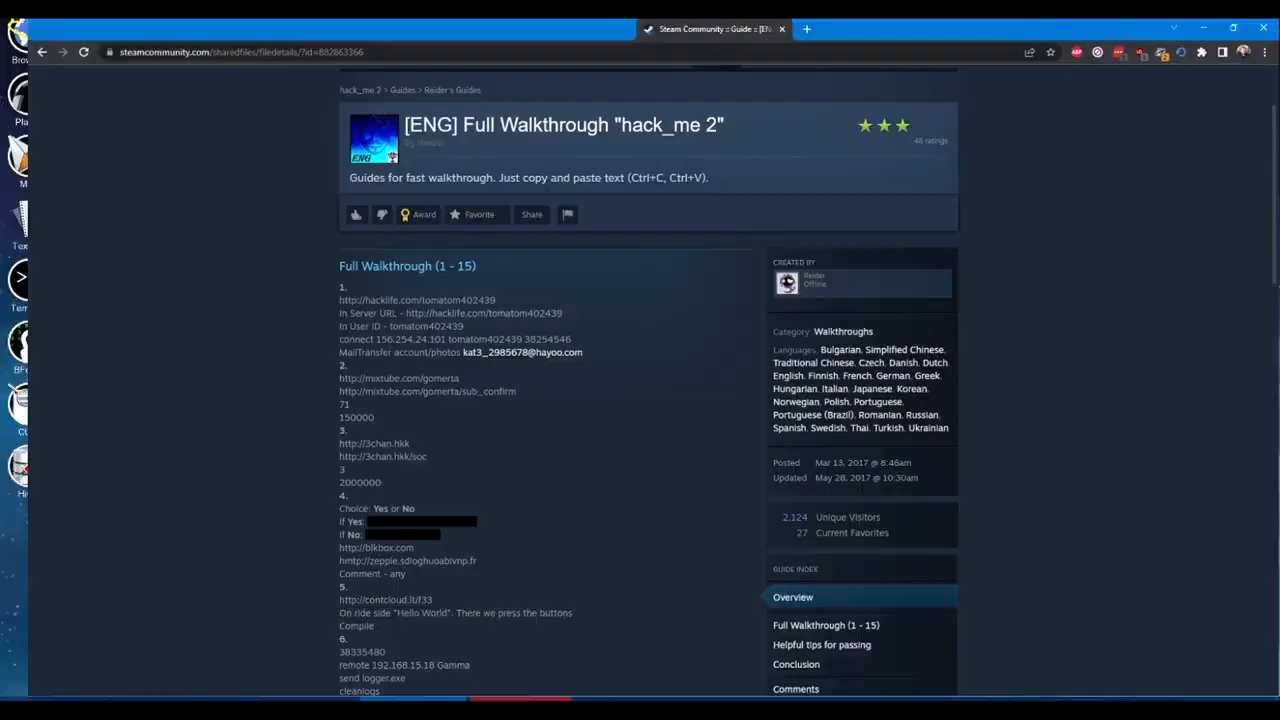 Steam Community :: Guide :: [EN
steamcommunity.com/sharedfiles/filedetails/?id=882863366
Brow
Pla
M
Tex
Tern
BF
CU
Hi
hack_me 2 > Guides > Reider's Guides
[ENG] Full Walkthrough "hack_me 2"
48 ratings
ENG
Guides for fast walkthrough. Just copy and paste text (Ctrl+C, Ctrl+V).
Award
Favorite
Share
Full Walkthrough (1 - 15)
1.
http://hacklife.com/tomatom402439
In Server URL - http://hacklife.com/tomatom402439
In User ID - tomatom402439
connect 156.254.24.101 tomatom402439 38254546
MailTransfer account/photos kat3_2985678@hayoo.com
2.
http://mixtube.com/gomerta
http://mixtube.com/gomerta/sub_confirm
71
150000
3.
http://3chan.hkk
http://3chan.hkk/soc
3
2000000
4.
Choice: Yes or No
If Yes:
If No:
http://blkbox.com
hmtp://zepple.sdloghuoabivnp.fr
Comment - any
5.
http://contcloud.lt/f33
On ride side "Hello World". There we press the buttons
Compile
6.
38335480
remote 192.168.15.18 Gamma
send logger.exe
cleanlogs
CREATED BY
Reider
Offline
Category: Walkthroughs
Languages: Bulgarian, Simplified Chinese,
Traditional Chinese, Czech, Danish, Dutch,
English, Finnish, French, German, Greek,
Hungarian, Italian, Japanese, Korean,
Norwegian, Polish, Portuguese,
Portuguese (Brazil), Romanian, Russian,
Spanish, Swedish, Thai, Turkish, Ukrainian
Posted Mar 13, 2017 @ 8:46am
Updated May 28, 2017 @ 10:30am
2,124 Unique Visitors
27 Current Favorites
GUIDE INDEX
Overview
Full Walkthrough (1 - 15)
Helpful tips for passing
Conclusion
Comments